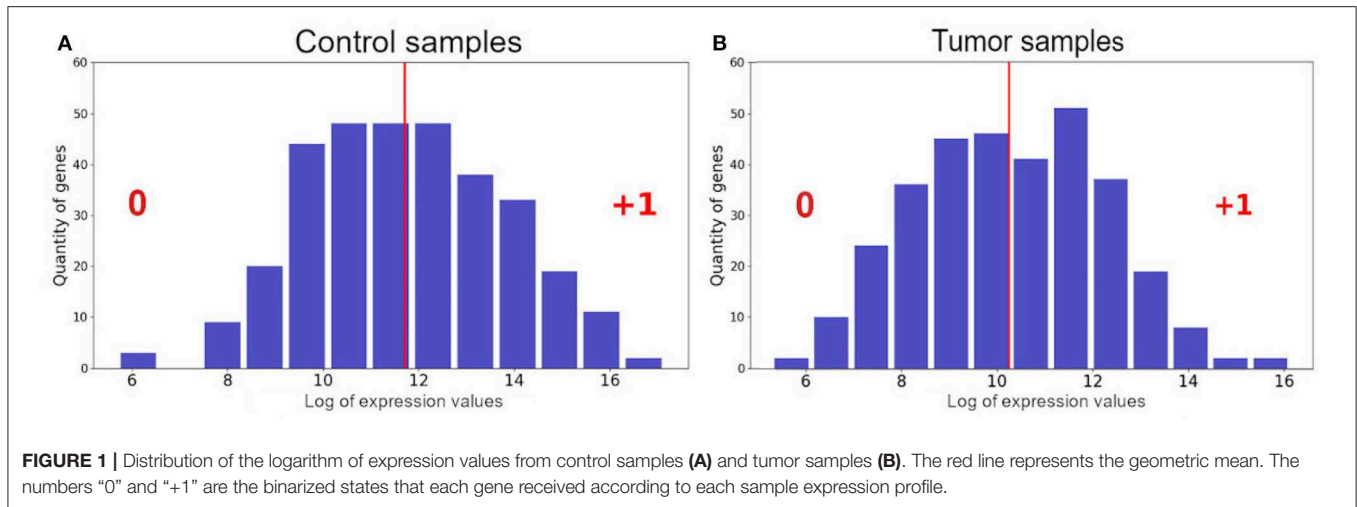 A
Control samples
60
50
40
30
20
10
0
Quantity of genes
0
+1
6 8 10 12 14 16
Log of expression values
B
Tumor samples
60
50
40
30
20
10
0
Quantity of genes
0
+1
6 8 10 12 14 16
Log of expression values
FIGURE 1 | Distribution of the logarithm of expression values from control samples (A) and tumor samples (B). The red line represents the geometric mean. The
numbers “0” and “+1” are the binarized states that each gene received according to each sample expression profile.